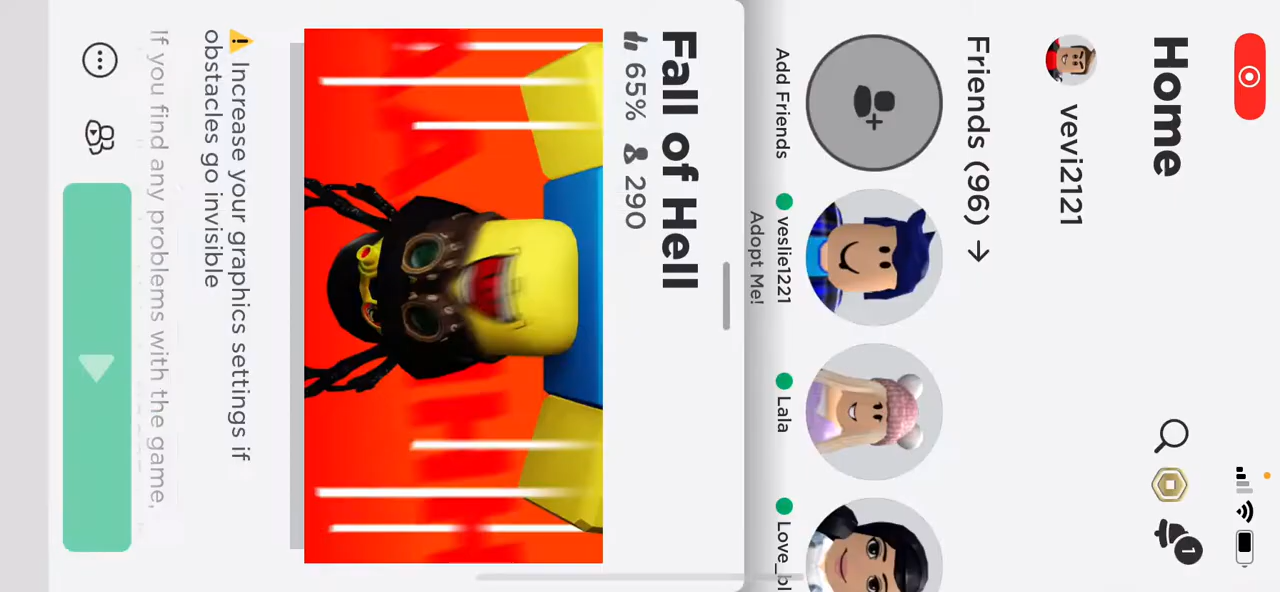 Home
1
vevi2121
Friends (96) →
Add Friends
veslie1221
Adopt Me!
Lala
Fall of Hell
65% 290
⚠️ Increase your graphics settings if
obstacles go invisible
If you find any problems with the game,